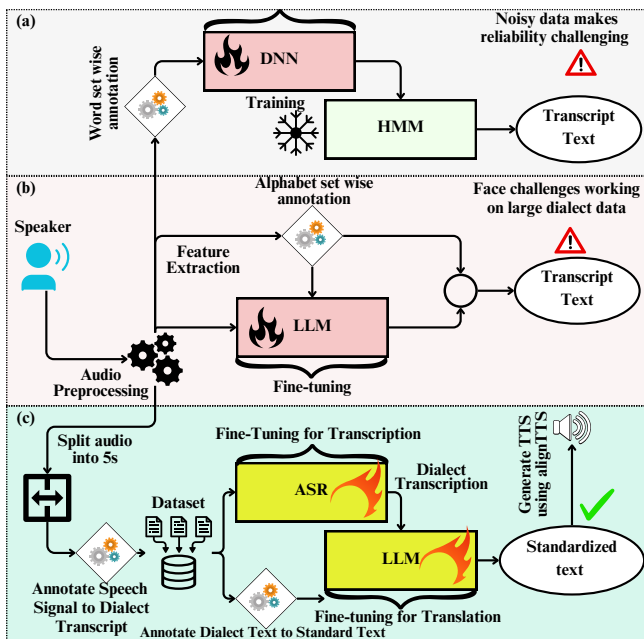 (a)
Word set wise
annotation
DNN
Training
HMM
Noisy data makes
reliability challenging
Transcript
Text
(b)
Speaker
Audio
Preprocessing
Feature
Extraction
Alphabet set wise
annotation
LLM
Fine-tuning
Face challenges working
on large dialect data
Transcript
Text
(c)
Split audio
into 5s
Annotate Speech
Signal to Dialect
Transcript
Dataset
Fine-Tuning for Transcription
ASR
Dialect
Transcription
LLM
Annotate Dialect Text to Standard Text
Fine-tuning for Translation
Generate TTS
using alignTTS
Standardized
text